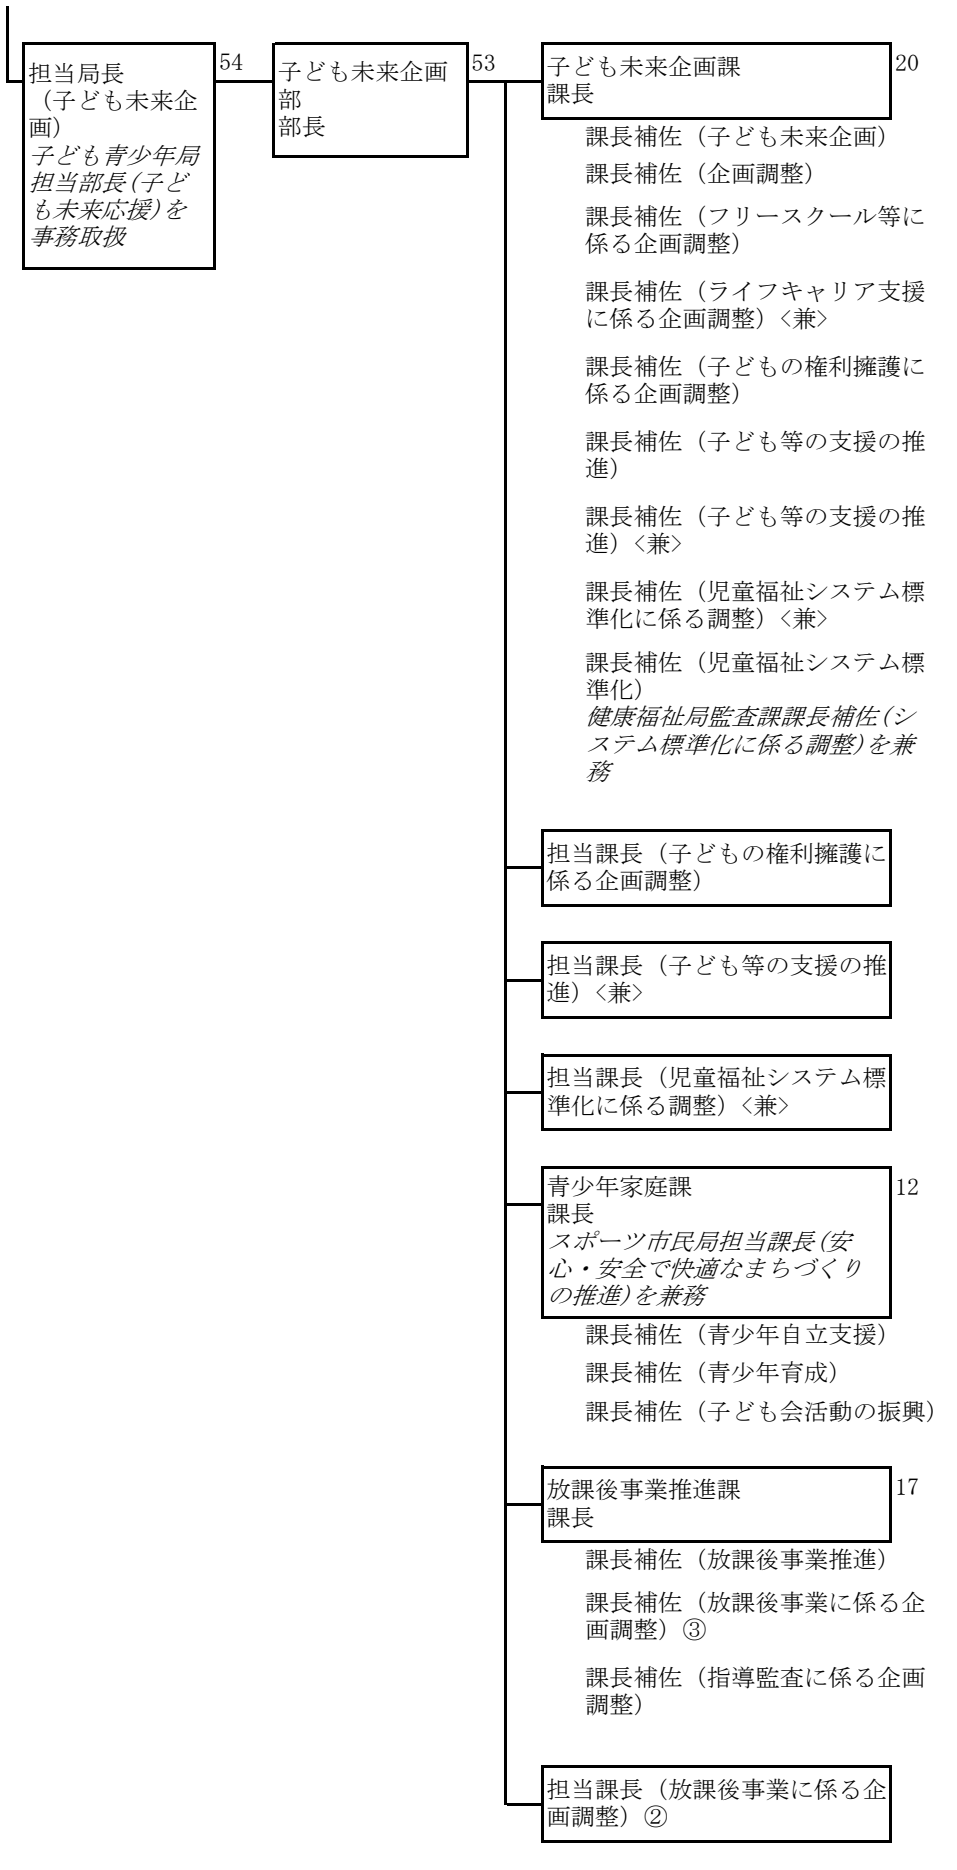 担当局長
（子ども未来企
画）
子ども青少年局
担当部長(子ど
も未来応援)を
事務取扱
54
子ども未来企画
部
部長
53
子ども未来企画課
課長
20
課長補佐（子ども未来企画）
課長補佐（企画調整）
課長補佐（フリースクール等に
係る企画調整）
課長補佐（ライフキャリア支援
に係る企画調整）<兼>
課長補佐（子どもの権利擁護に
係る企画調整）
課長補佐（子ども等の支援の推
進）
課長補佐（子ども等の支援の推
進）<兼>
課長補佐（児童福祉システム標
準化に係る調整）<兼>
課長補佐（児童福祉システム標
準化）
健康福祉局監査課課長補佐(シ
ステム標準化に係る調整)を兼
務
担当課長（子どもの権利擁護に
係る企画調整）
担当課長（子ども等の支援の推
進）<兼>
担当課長（児童福祉システム標
準化に係る調整）<兼>
青少年家庭課
課長
スポーツ市民局担当課長(安
心・安全で快適なまちづくり
の推進)を兼務
12
課長補佐（青少年自立支援）
課長補佐（青少年育成）
課長補佐（子ども会活動の振興）
放課後事業推進課
課長
17
課長補佐（放課後事業推進）
課長補佐（放課後事業に係る企
画調整）③
課長補佐（指導監査に係る企画
調整）
担当課長（放課後事業に係る企
画調整）②